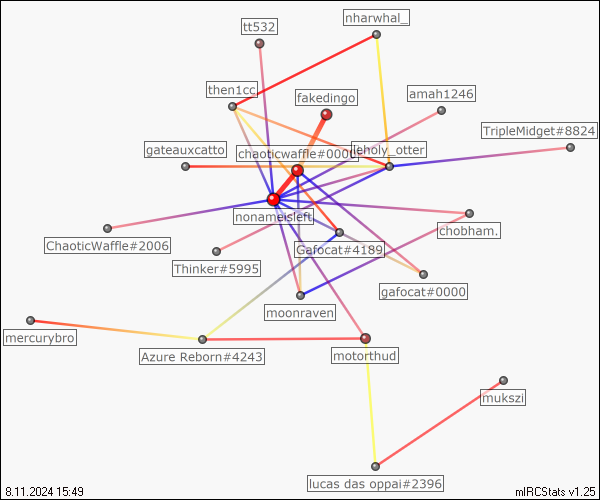 nharwhal_
tt532
then1cc
amah1246
fakedingo
TripleMidget#8824
gateauxcatto
chaoticwaffle#0000
leholy_otter
nonameisleft
chobham.
ChaoticWaffle#2006
Gafocat#4189
Thinker#5995
gafocat#0000
moonraven
mercurybro
Azure Reborn#4243
motorthud
mukszi
lucas das oppai#2396
8.11.2024 15:49
mIRCStats v1.25